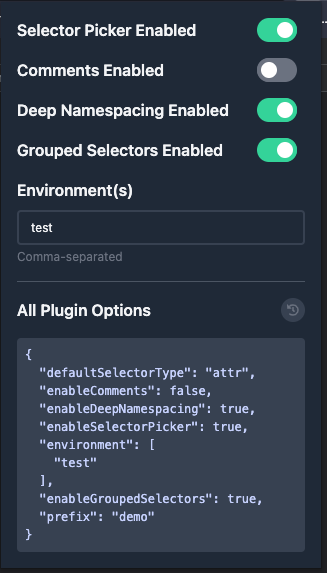 Selector Picker Enabled
Comments Enabled
Deep Namespacing Enabled
Grouped Selectors Enabled
Environment(s)
test
Comma-separated
All Plugin Options
{
  "defaultSelectorType": "attr",
  "enableComments": false,
  "enableDeepNamespacing": true,
  "enableSelectorPicker": true,
  "environment": [
    "test"
  ],
  "enableGroupedSelectors": true,
  "prefix": "demo"
}